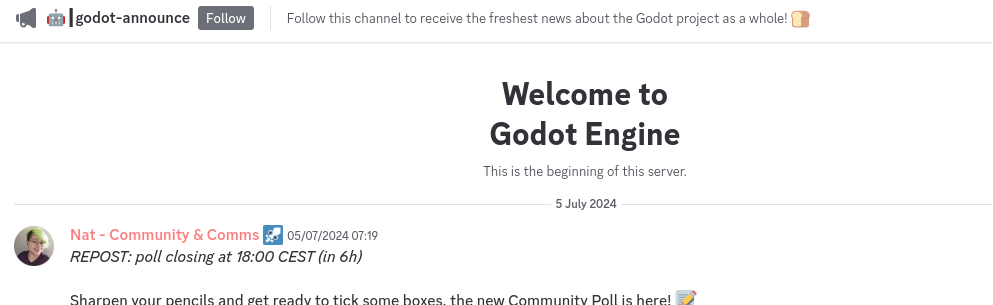 🤖┃godot-announce Follow Follow this channel to receive the freshest news about the Godot project as a whole! 🍞
Welcome to
Godot Engine
This is the beginning of this server.
5 July 2024
Nat - Community & Comms 05/07/2024 07:19
REPOST: poll closing at 18:00 CEST (in 6h)
Sharpen your pencils and get ready to tick some boxes, the new Community Poll is here! 📝